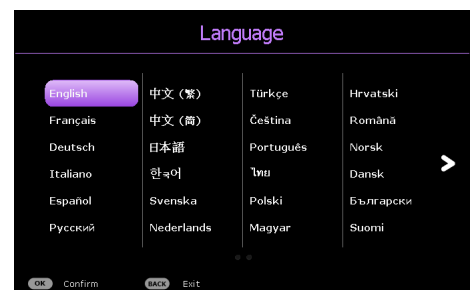 Language
English
Français
Deutsch
Italiano
Español
Русский
中文 (繁)
中文 (简)
日本語
한국어
Svenska
Nederlands
Türkçe
Čeština
Português
ไทย
Polski
Magyar
Hrvatski
Română
Norsk
Dansk
Български
Suomi
OK Confirm
BACK Exit